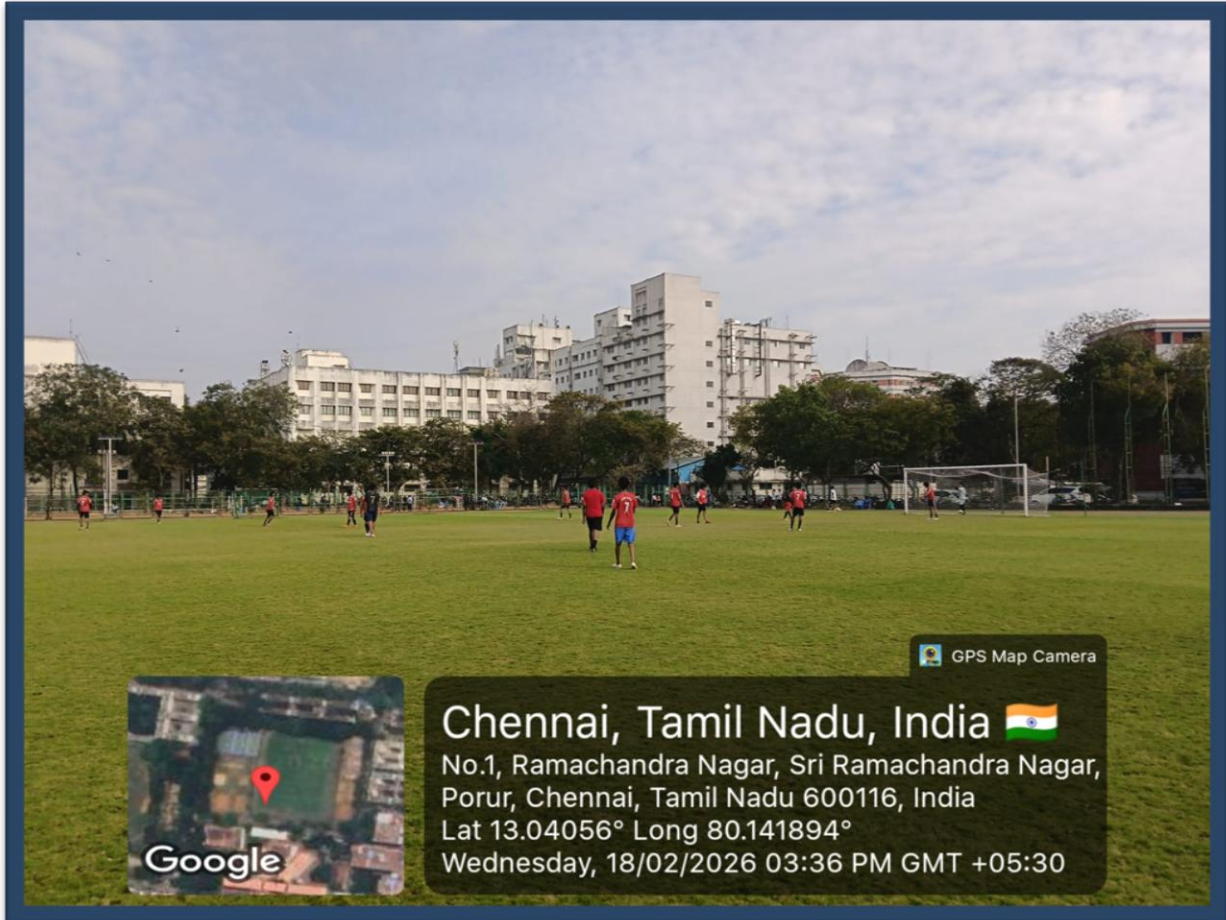 GPS Map Camera
Chennai, Tamil Nadu, India
No.1, Ramachandra Nagar, Sri Ramachandra Nagar,
Porur, Chennai, Tamil Nadu 600116, India
Lat 13.04056° Long 80.141894°
Wednesday, 18/02/2026 03:36 PM GMT +05:30
Google
7